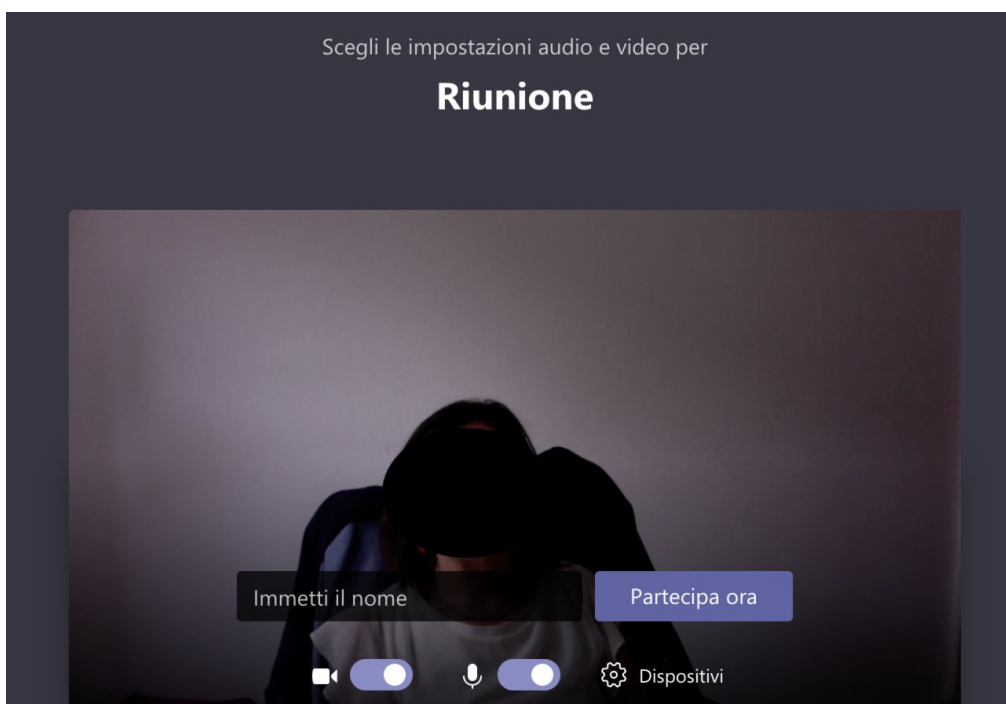 Scegli le impostazioni audio e video per
Riunione
Immetti il nome
Partecipa ora
Dispositivi